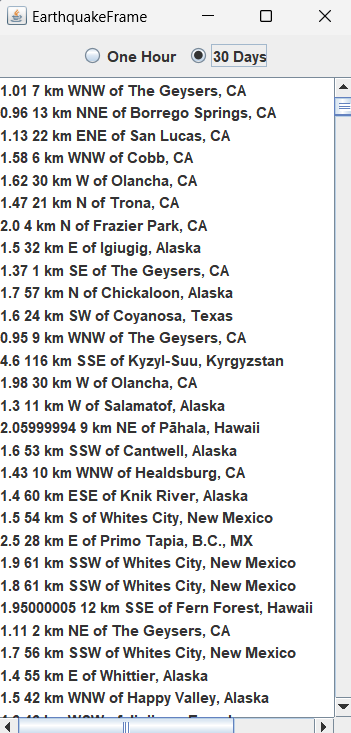 EarthquakeFrame
One Hour 30 Days
1.01 7 km WNW of The Geysers, CA
0.96 13 km NNE of Borrego Springs, CA
1.13 22 km ENE of San Lucas, CA
1.58 6 km WNW of Cobb, CA
1.62 30 km W of Olancha, CA
1.47 21 km N of Trona, CA
2.0 4 km N of Frazier Park, CA
1.5 32 km E of Igiugig, Alaska
1.37 1 km SE of The Geysers, CA
1.7 57 km N of Chickaloon, Alaska
1.6 24 km SW of Coyanosa, Texas
0.95 9 km WNW of The Geysers, CA
4.6 116 km SSE of Kyzyl-Suu, Kyrgyzstan
1.98 30 km W of Olancha, CA
1.3 11 km W of Salamatof, Alaska
2.05999994 9 km NE of Pāhala, Hawaii
1.6 53 km SSW of Cantwell, Alaska
1.43 10 km WNW of Healdsburg, CA
1.4 60 km ESE of Knik River, Alaska
1.5 54 km S of Whites City, New Mexico
2.5 28 km E of Primo Tapia, B.C., MX
1.9 61 km SSW of Whites City, New Mexico
1.8 61 km SSW of Whites City, New Mexico
1.95000005 12 km SSE of Fern Forest, Hawaii
1.11 2 km NE of The Geysers, CA
1.7 56 km SSW of Whites City, New Mexico
1.4 55 km E of Whittier, Alaska
1.5 42 km WNW of Happy Valley, Alaska